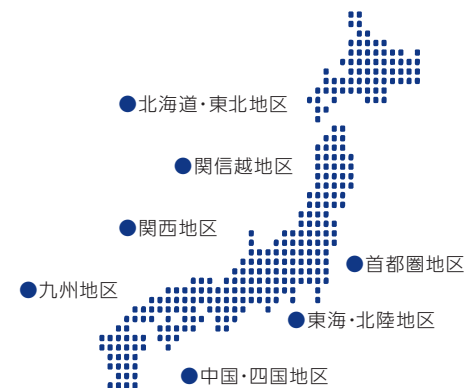 ●北海道・東北地区
●関信越地区
●関西地区
●首都圏地区
●九州地区
●東海・北陸地区
●中国・四国地区